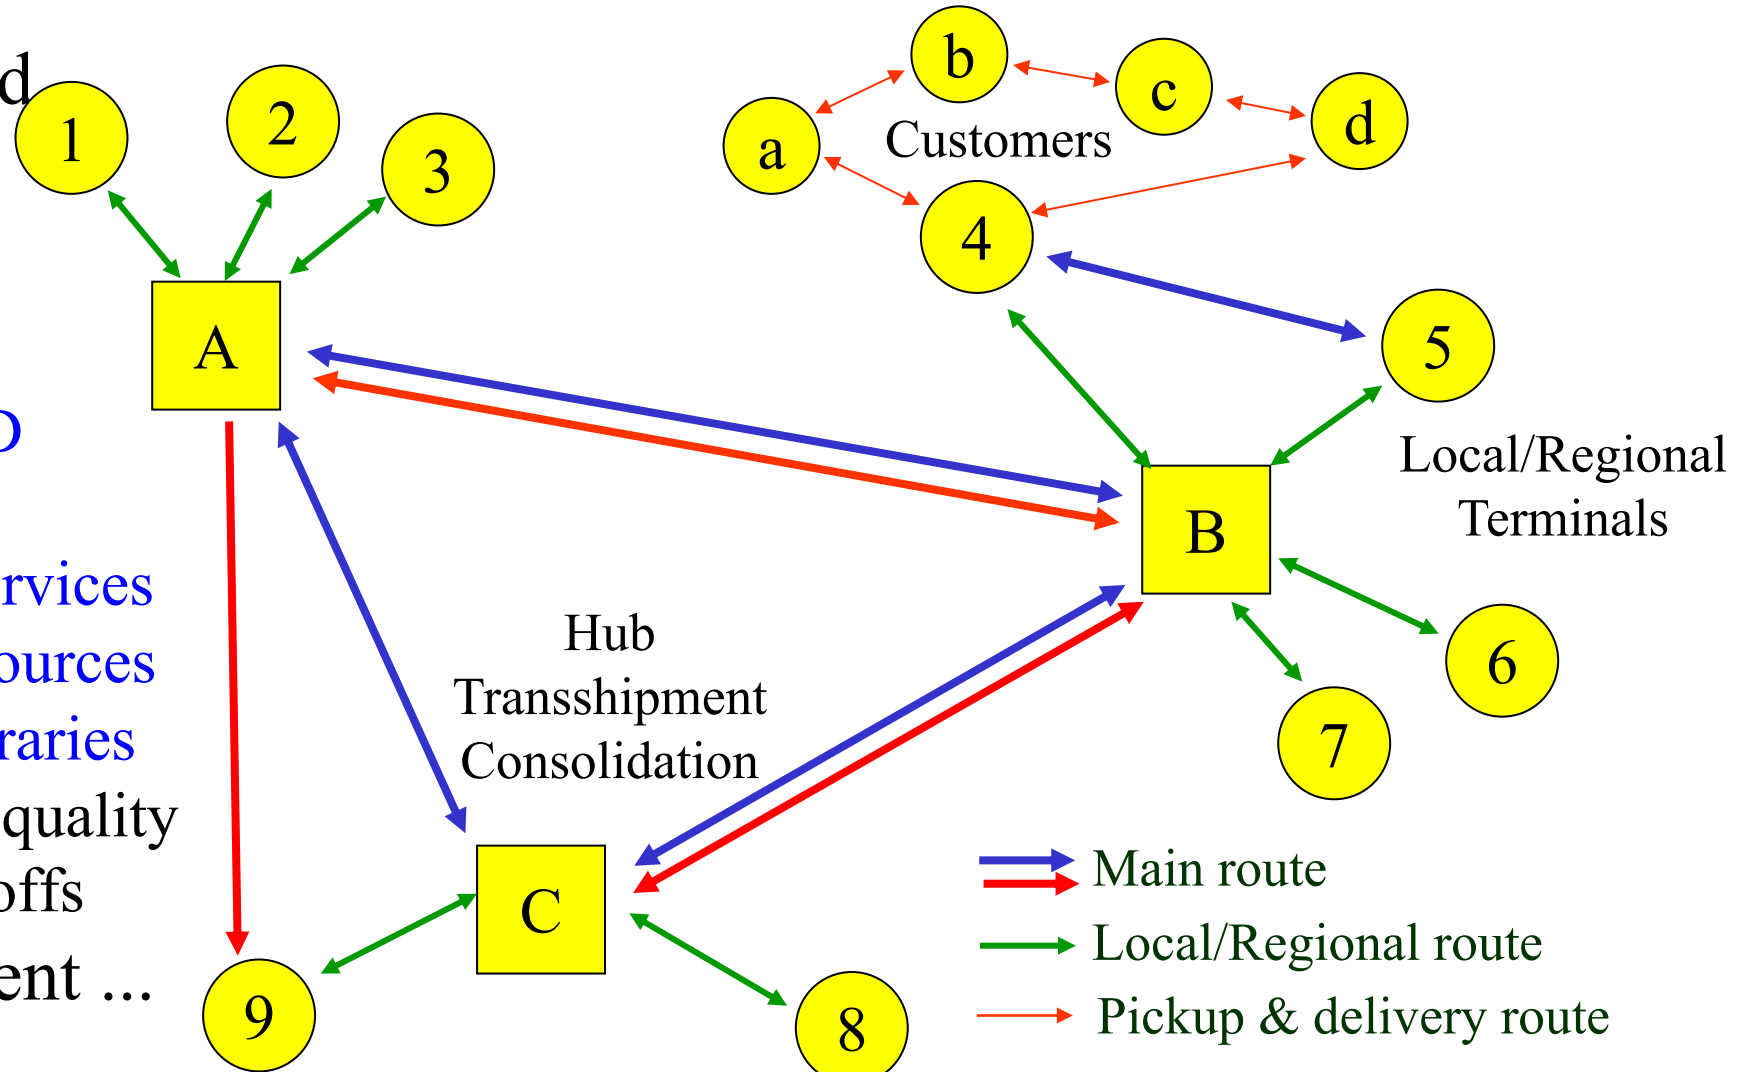 d
1
2
3
b
c
d
a
Customers
4
5
A
B
C
Local/Regional
Terminals
6
7
8
9
Hub
Transshipment
Consolidation
D
rvices
ources
raries
quality
offs
ent ...
Main route
Local/Regional route
Pickup & delivery route